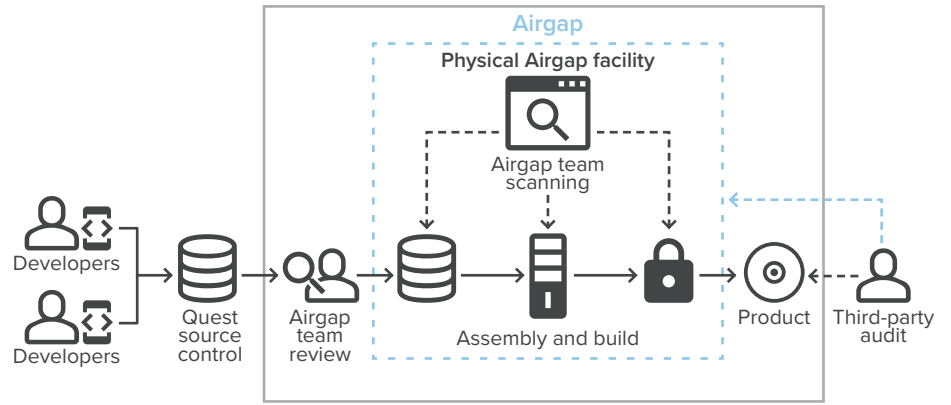 Airgap
Physical Airgap facility
Airgap team
scanning
Developers
Developers
Quest
source
control
Airgap
team
review
Assembly and build
Product
Third-party
audit